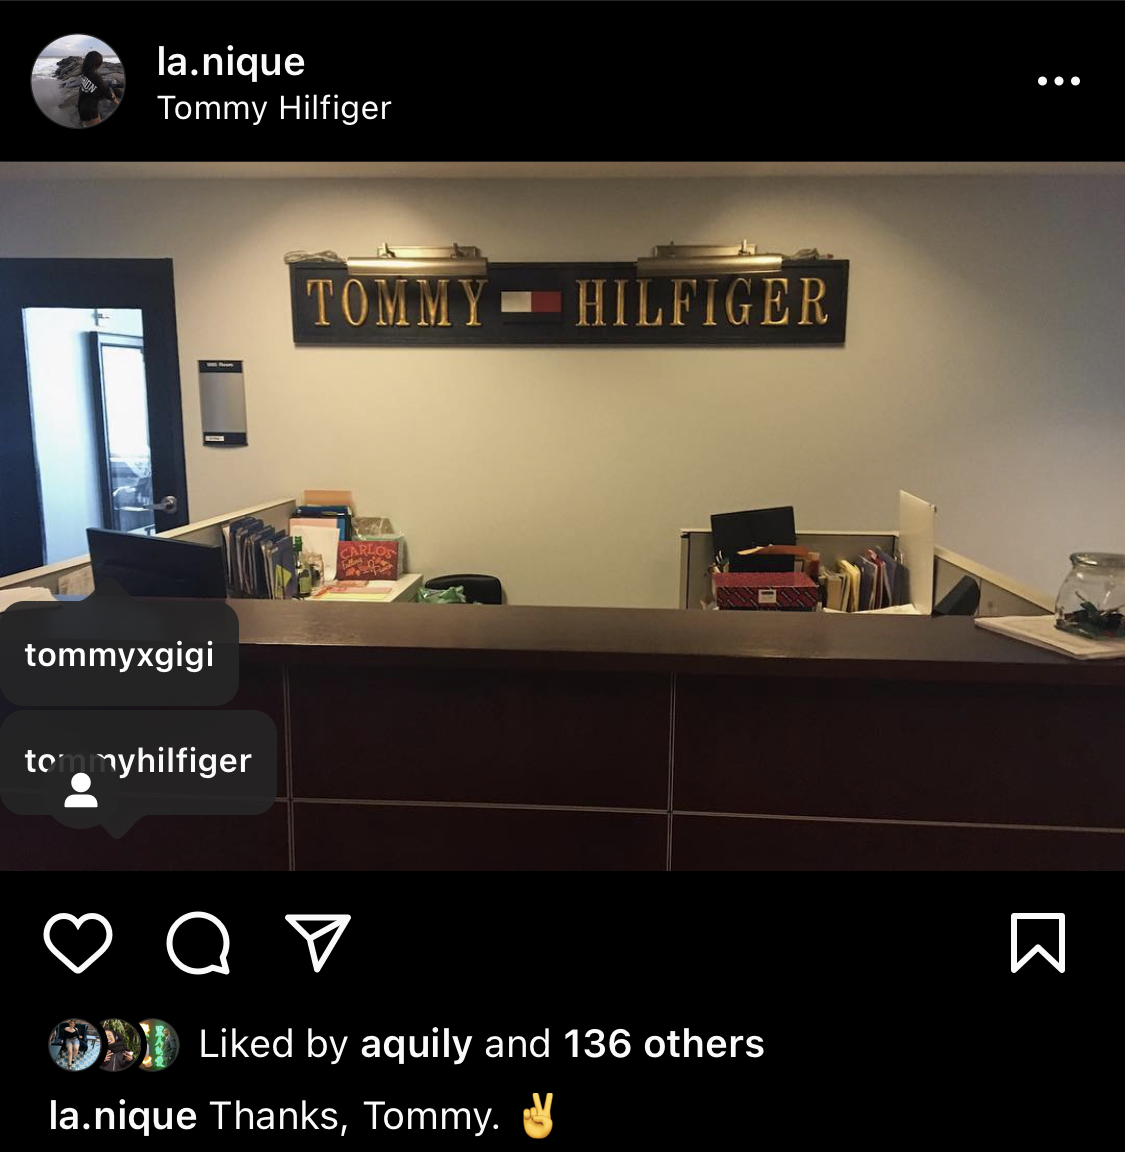 la.nique
Tommy Hilfiger
TOMMY HILFIGER
CARLOS
tommyxgigi
tommyhilfiger
Liked by aquily and 136 others
la.nique Thanks, Tommy. ✌️